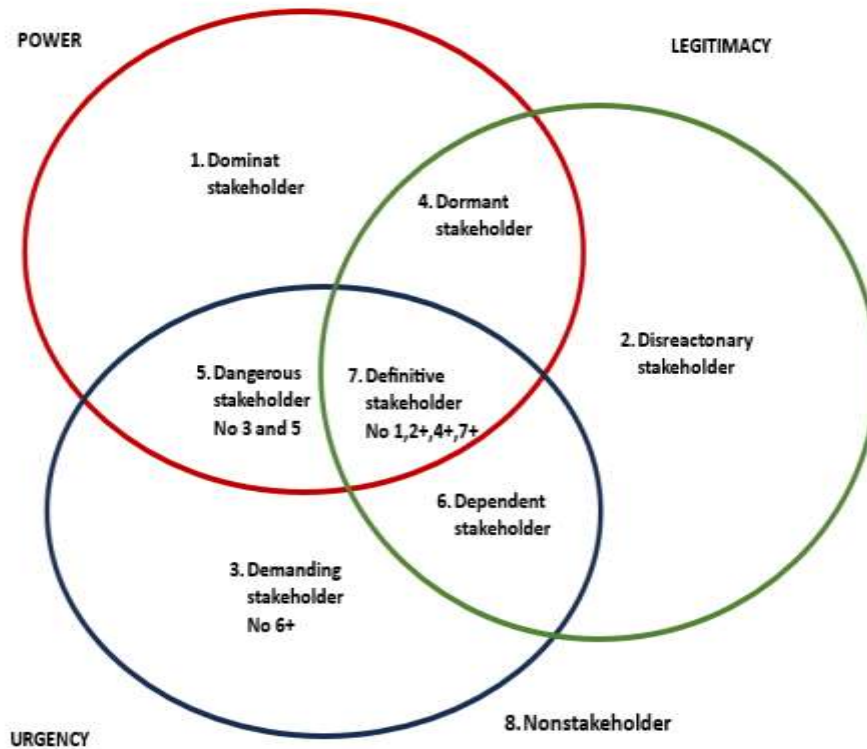 POWER
LEGITIMACY
1. Dominat
stakeholder
4. Dormant
stakeholder
2. Disreactonary
stakeholder
5. Dangerous
stakeholder
No 3 and 5
7. Definitive
stakeholder
No 1,2+,4+,7+
6. Dependent
stakeholder
3. Demanding
stakeholder
No 6+
8. Nonstakeholder
URGENCY